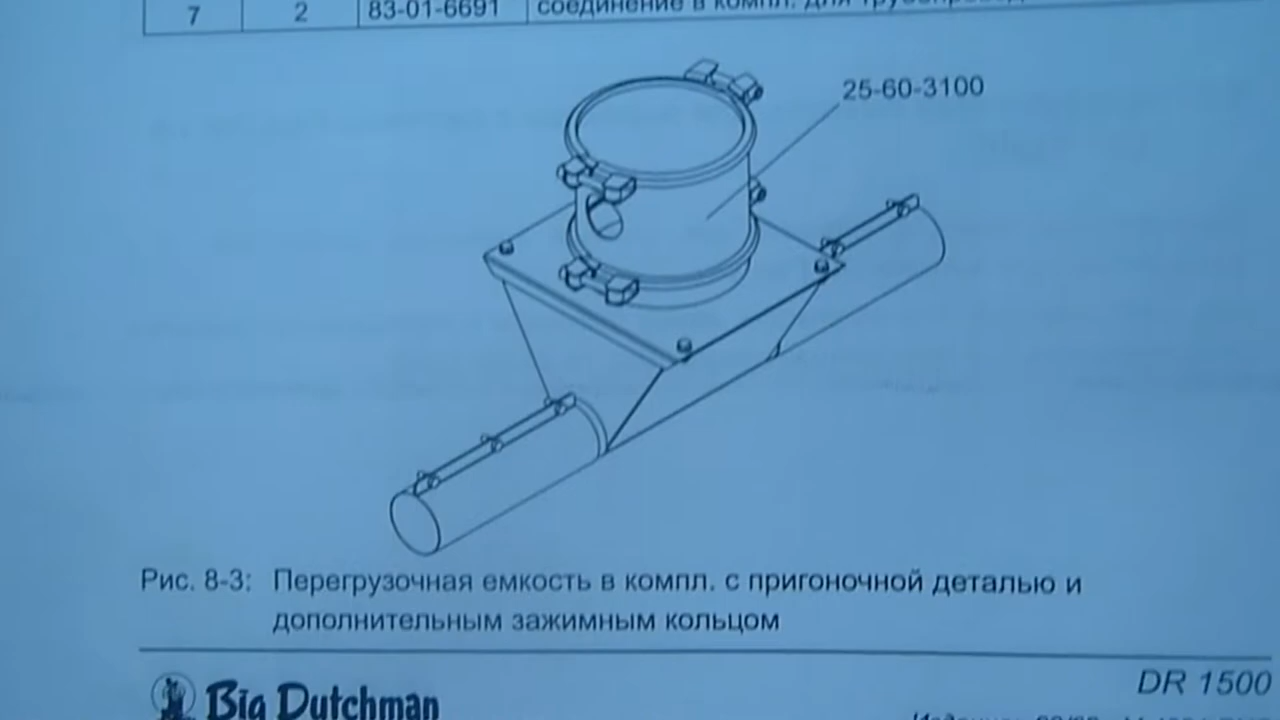 7 2 83-01-6691 соединение в компл. для
25-60-3100
Рис. 8-3: Перегрузочная емкость в компл. с пригоночной деталью и
дополнительным зажимным кольцом
Big Dutchman
DR 1500